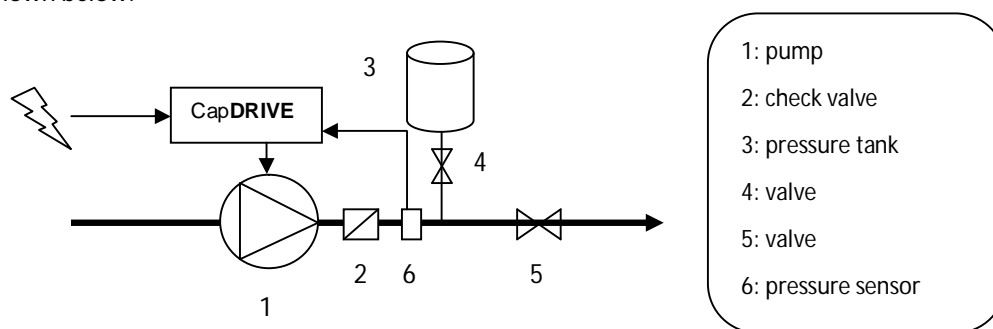 3
CapDRIVE
4
2
6
5
1
1: pump
2: check valve
3: pressure tank
4: valve
5: valve
6: pressure sensor